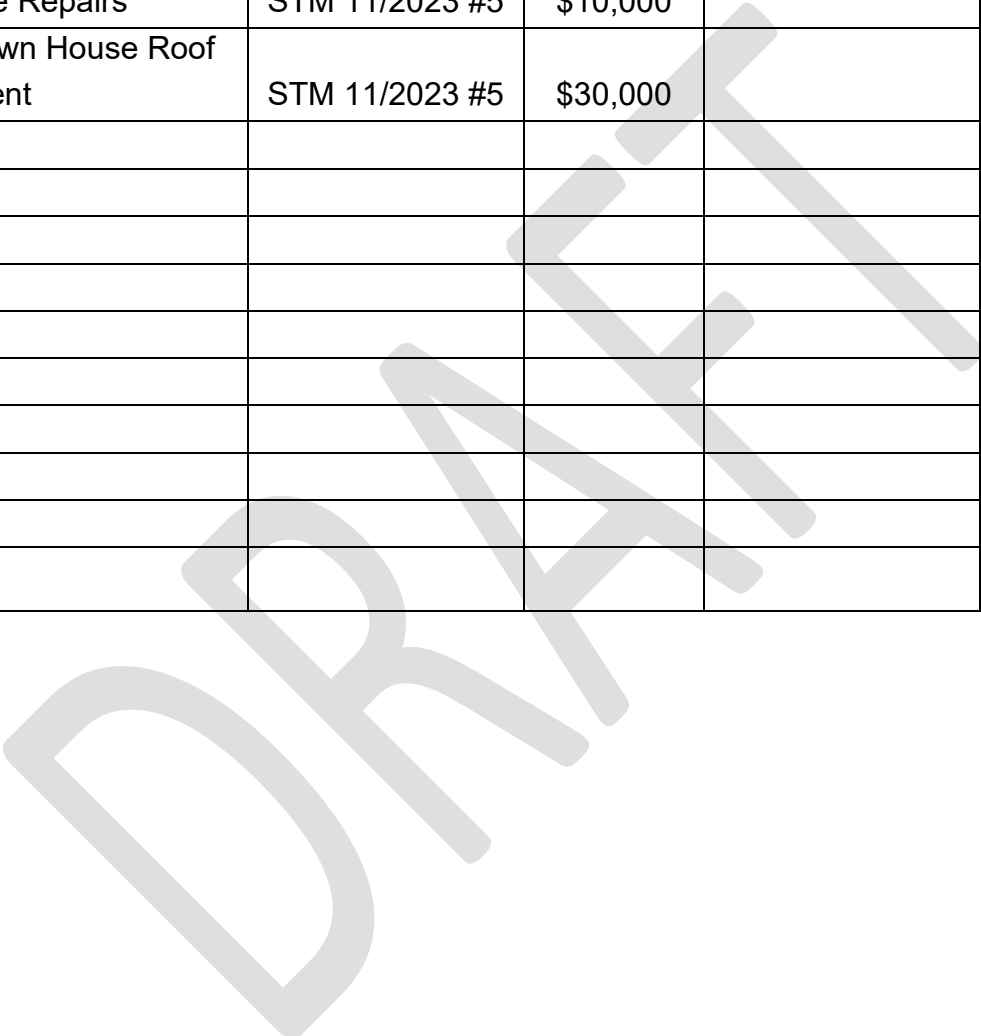 e Repairs STM 11/2023 #5 $10,000
wn House Roof
ent STM 11/2023 #5 $30,000
DRAFT